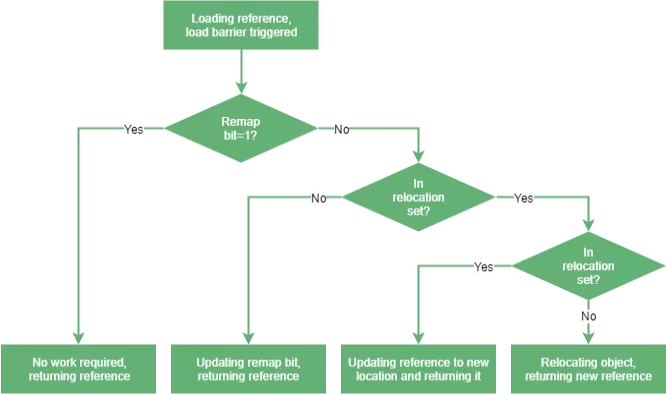 Loading reference,
load barrier triggered
Remap
bit=1?
Yes
No
In
relocation
set?
No
Yes
In
relocation
set?
Yes
No
No work required,
returning reference
Updating remap bit,
returning reference
Updating reference to new
location and returning it
Relocating object,
returning new reference